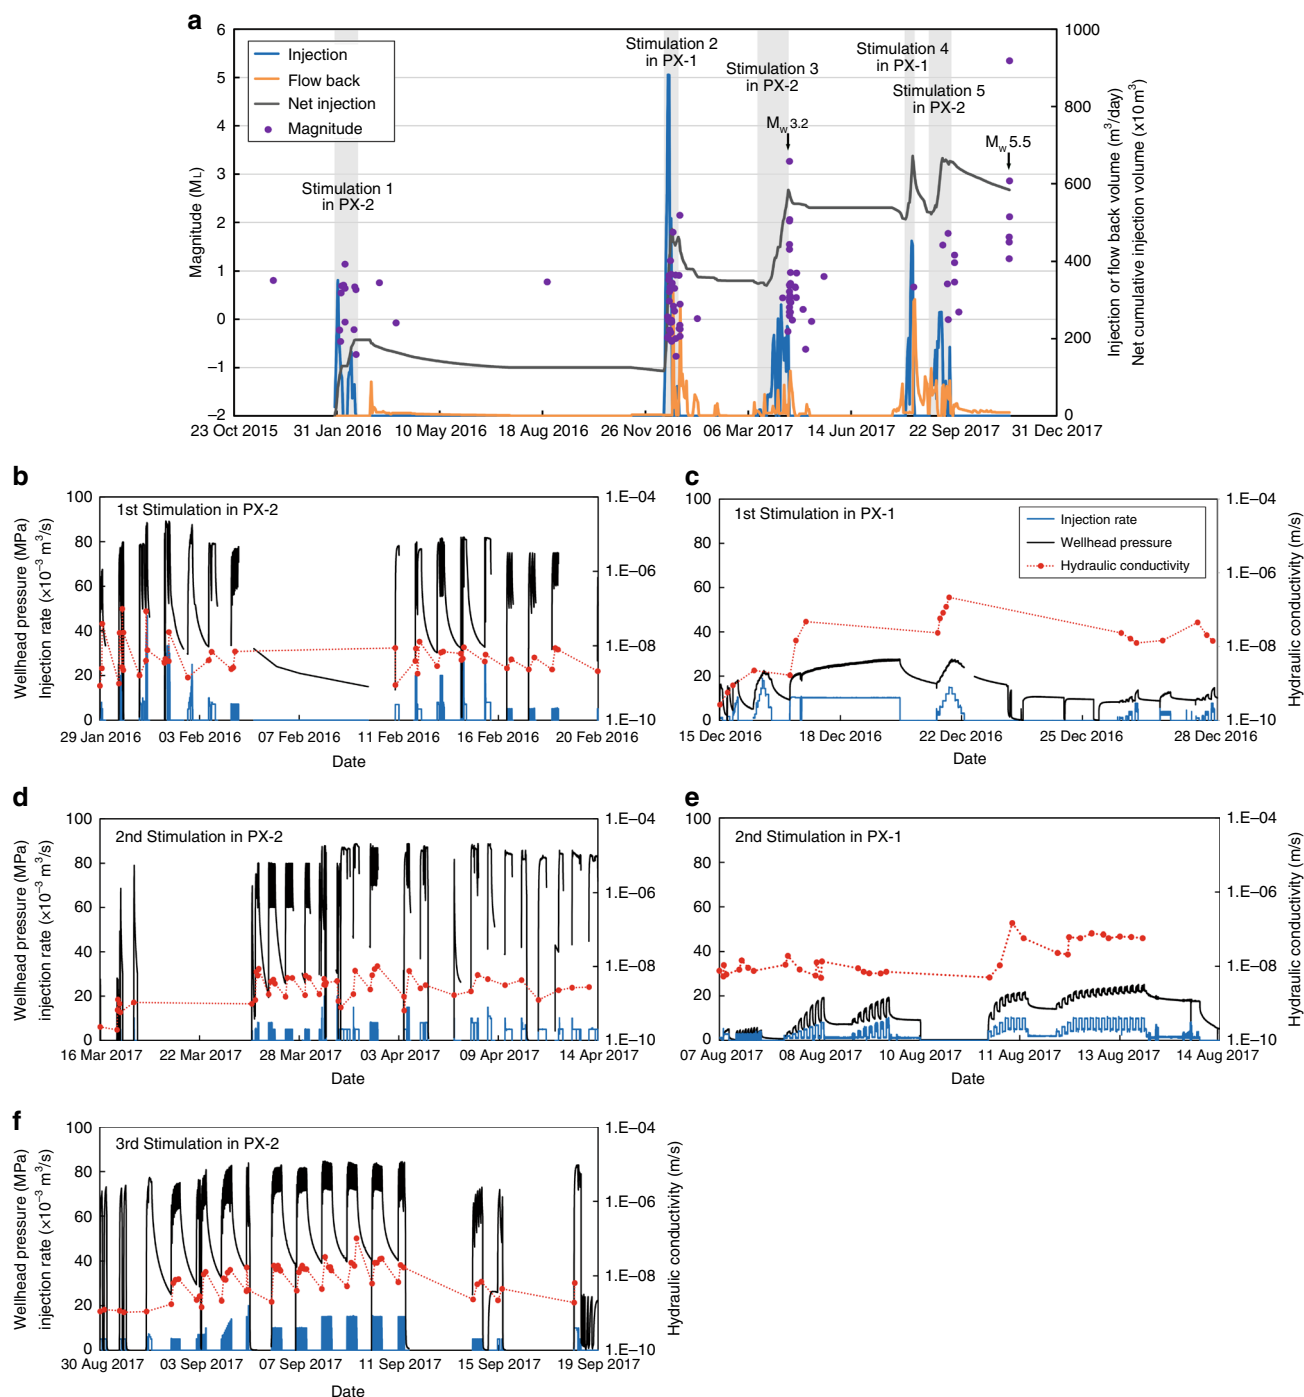 a
6
5
4
3
2
1
0
−1
−2
Magnitude (ML)
Injection
Flow back
Net injection
Magnitude
Stimulation 1
in PX-2
Stimulation 2
in PX-1
Stimulation 3
in PX-2
Stimulation 4
in PX-1
Stimulation 5
in PX-2
Mw 3.2
Mw 5.5
1000
800
600
400
200
0
Injection or flow back volume (m³/day)
Net cumulative injection volume (×10 m³)
23 Oct 2015 31 Jan 2016 10 May 2016 18 Aug 2016 26 Nov 2016 06 Mar 2017 14 Jun 2017 22 Sep 2017 31 Dec 2017
b
1st Stimulation in PX-2
Wellhead pressure (MPa)
Injection rate (×10⁻³ m³/s)
100
80
60
40
20
0
1.E−04
1.E−06
1.E−08
1.E−10
29 Jan 2016 03 Feb 2016 07 Feb 2016 11 Feb 2016 16 Feb 2016 20 Feb 2016
Date
c
1st Stimulation in PX-1
Injection rate
Wellhead pressure
Hydraulic conductivity
100
80
60
40
20
0
1.E−04
1.E−06
1.E−08
1.E−10
Hydraulic conductivity (m/s)
15 Dec 2016 18 Dec 2016 22 Dec 2016 25 Dec 2016 28 Dec 2016
Date
d
2nd Stimulation in PX-2
Wellhead pressure (MPa)
injection rate (×10⁻³ m³/s)
100
80
60
40
20
0
1.E−04
1.E−06
1.E−08
1.E−10
16 Mar 2017 22 Mar 2017 28 Mar 2017 03 Apr 2017 09 Apr 2017 14 Apr 2017
Date
e
2nd Stimulation in PX-1
100
80
60
40
20
0
1.E−04
1.E−06
1.E−08
1.E−10
Hydraulic conductivity (m/s)
07 Aug 2017 08 Aug 2017 10 Aug 2017 11 Aug 2017 13 Aug 2017 14 Aug 2017
Date
f
3rd Stimulation in PX-2
Wellhead pressure (MPa)
injection rate (×10⁻³ m³/s)
100
80
60
40
20
0
1.E−04
1.E−06
1.E−08
1.E−10
Hydraulic conductivity (m/s)
30 Aug 2017 03 Sep 2017 07 Sep 2017 11 Sep 2017 15 Sep 2017 19 Sep 2017
Date